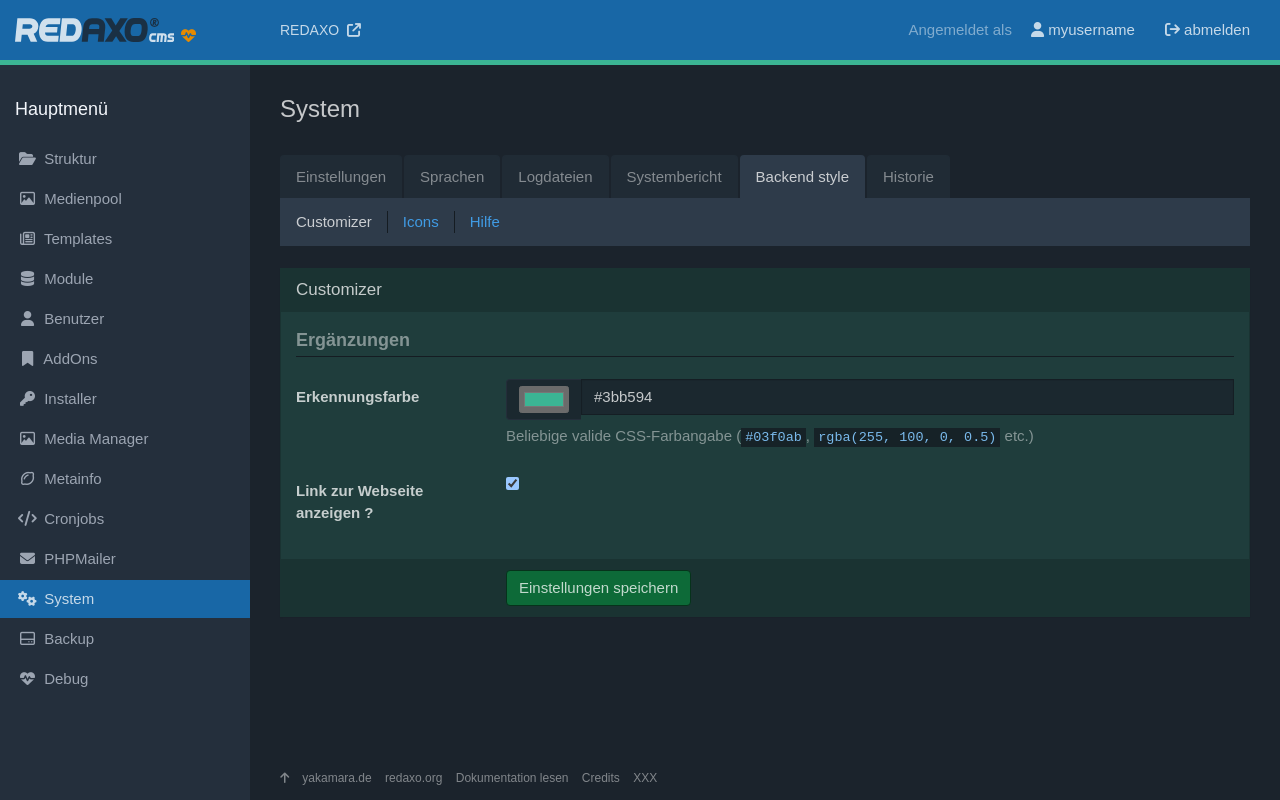 REDAXO® cms
REDAXO
Angemeldet als myusername abmelden
Hauptmenü
Struktur
Medienpool
Templates
Module
Benutzer
AddOns
Installer
Media Manager
Metainfo
Cronjobs
PHPMailer
System
Backup
Debug
System
Einstellungen Sprachen Logdateien Systembericht Backend style Historie
Customizer Icons Hilfe
Customizer
Ergänzungen
Erkennungsfarbe
#3bb594
Beliebige valide CSS-Farbangabe (#03f0ab, rgba(255, 100, 0, 0.5) etc.)
Link zur Webseite
anzeigen ?
Einstellungen speichern
yakamara.de redaxo.org Dokumentation lesen Credits XXX